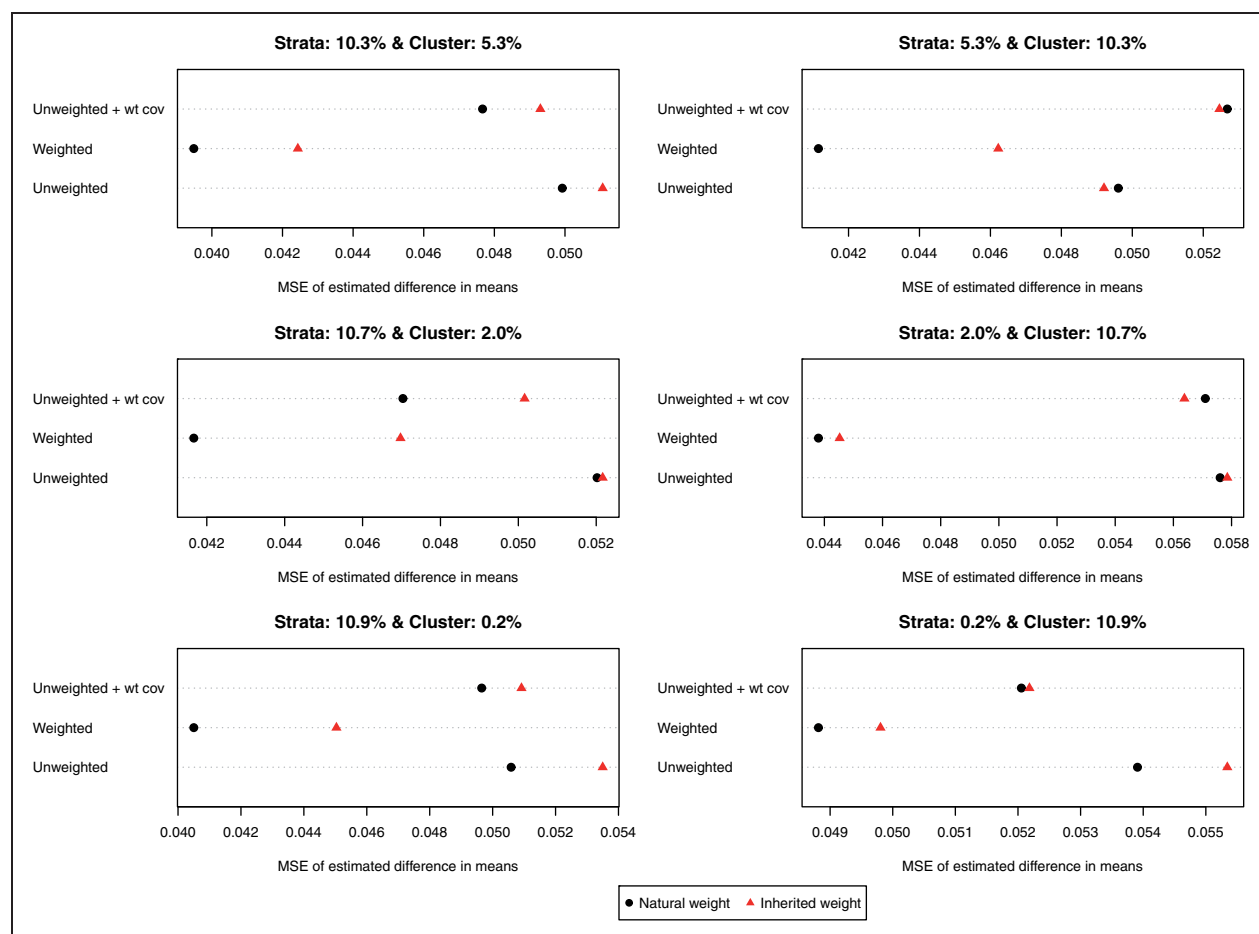 Strata: 10.3% & Cluster: 5.3%
Unweighted + wt cov
Weighted
Unweighted
0.040 0.042 0.044 0.046 0.048 0.050
MSE of estimated difference in means
Strata: 5.3% & Cluster: 10.3%
Unweighted + wt cov
Weighted
Unweighted
0.042 0.044 0.046 0.048 0.050 0.052
MSE of estimated difference in means
Strata: 10.7% & Cluster: 2.0%
Unweighted + wt cov
Weighted
Unweighted
0.042 0.044 0.046 0.048 0.050 0.052
MSE of estimated difference in means
Strata: 2.0% & Cluster: 10.7%
Unweighted + wt cov
Weighted
Unweighted
0.044 0.046 0.048 0.050 0.052 0.054 0.056 0.058
MSE of estimated difference in means
Strata: 10.9% & Cluster: 0.2%
Unweighted + wt cov
Weighted
Unweighted
0.040 0.042 0.044 0.046 0.048 0.050 0.052 0.054
MSE of estimated difference in means
Strata: 0.2% & Cluster: 10.9%
Unweighted + wt cov
Weighted
Unweighted
0.049 0.050 0.051 0.052 0.053 0.054 0.055
MSE of estimated difference in means
Natural weight Inherited weight